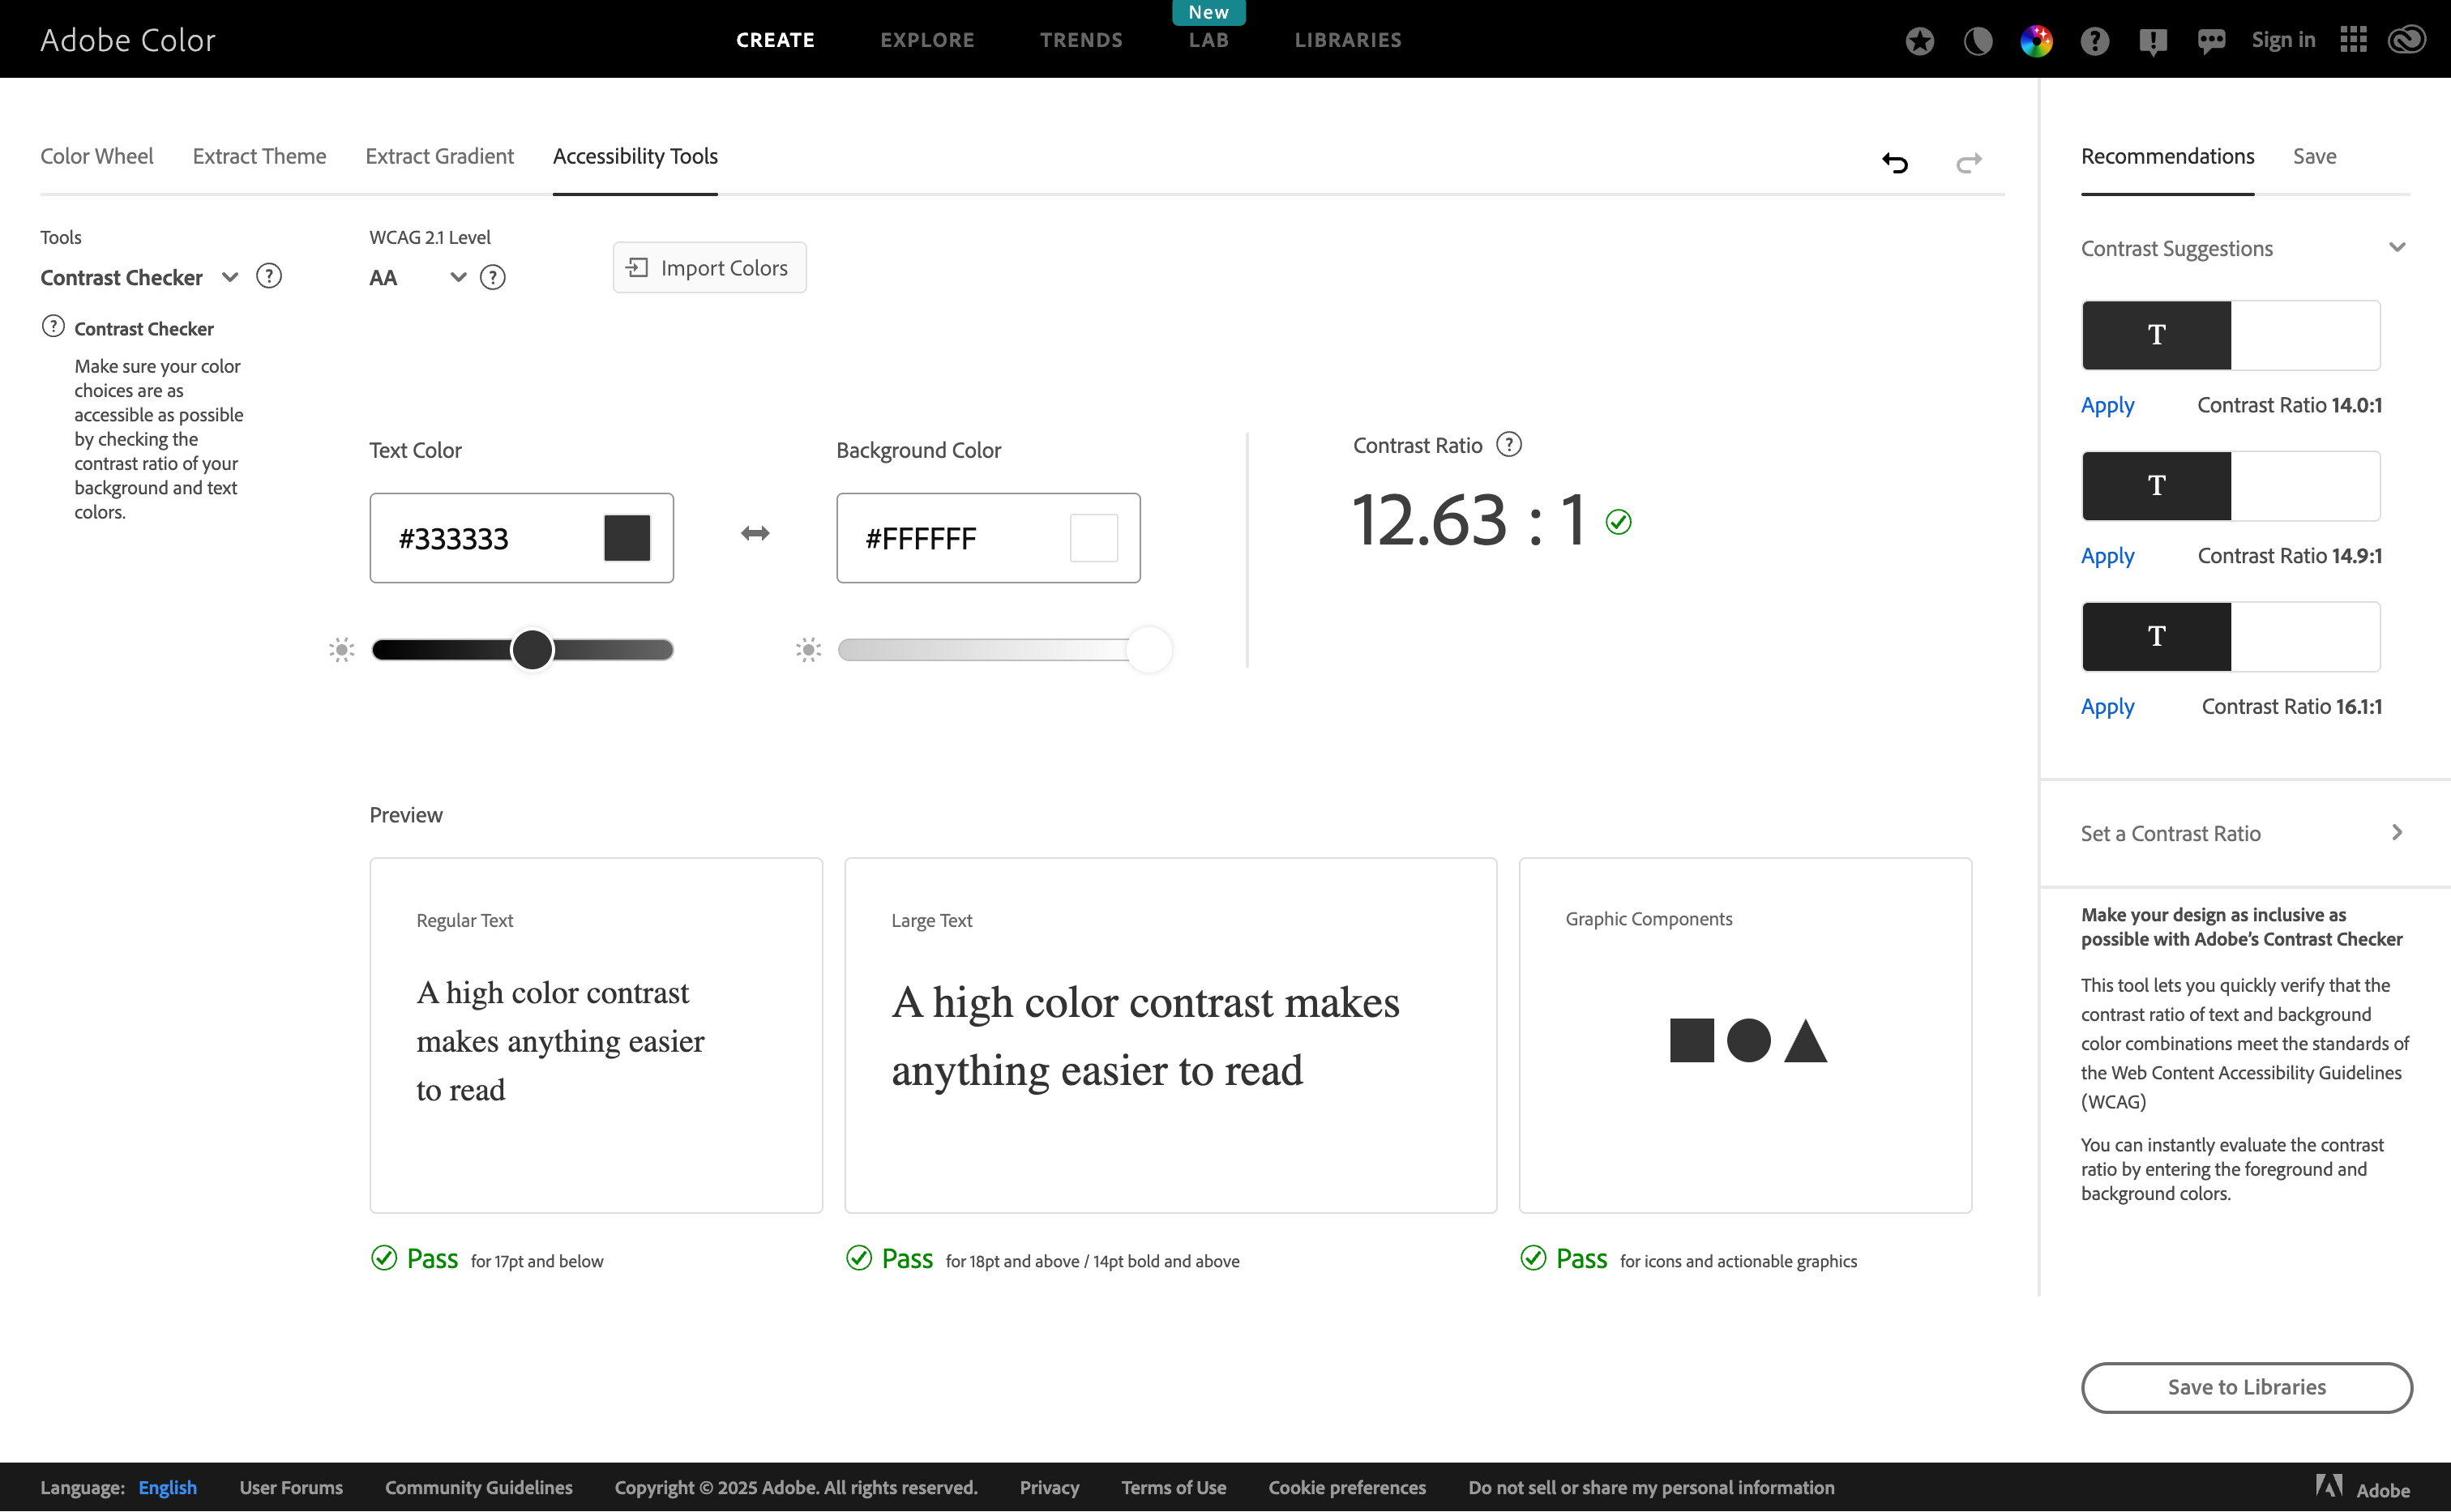 Adobe Color
CREATE
EXPLORE
TRENDS
New
LAB
LIBRARIES
Sign in
Color Wheel
Extract Theme
Extract Gradient
Accessibility Tools
Tools
Contrast Checker
WCAG 2.1 Level
AA
Import Colors
Contrast Checker
Make sure your color
choices are as
accessible as possible
by checking the
contrast ratio of your
background and text
colors.
Text Color
#333333
Background Color
#FFFFFF
Contrast Ratio
12.63 : 1
Preview
Regular Text
A high color contrast
makes anything easier
to read
Pass for 17pt and below
Large Text
A high color contrast makes
anything easier to read
Pass for 18pt and above / 14pt bold and above
Graphic Components
Pass for icons and actionable graphics
Recommendations
Save
Contrast Suggestions
T
Apply Contrast Ratio 14.0:1
T
Apply Contrast Ratio 14.9:1
T
Apply Contrast Ratio 16.1:1
Set a Contrast Ratio
Make your design as inclusive as
possible with Adobe’s Contrast Checker
This tool lets you quickly verify that the
contrast ratio of text and background
color combinations meet the standards of
the Web Content Accessibility Guidelines
(WCAG)
You can instantly evaluate the contrast
ratio by entering the foreground and
background colors.
Save to Libraries
Language: English
User Forums
Community Guidelines
Copyright © 2025 Adobe. All rights reserved.
Privacy
Terms of Use
Cookie preferences
Do not sell or share my personal information
Adobe